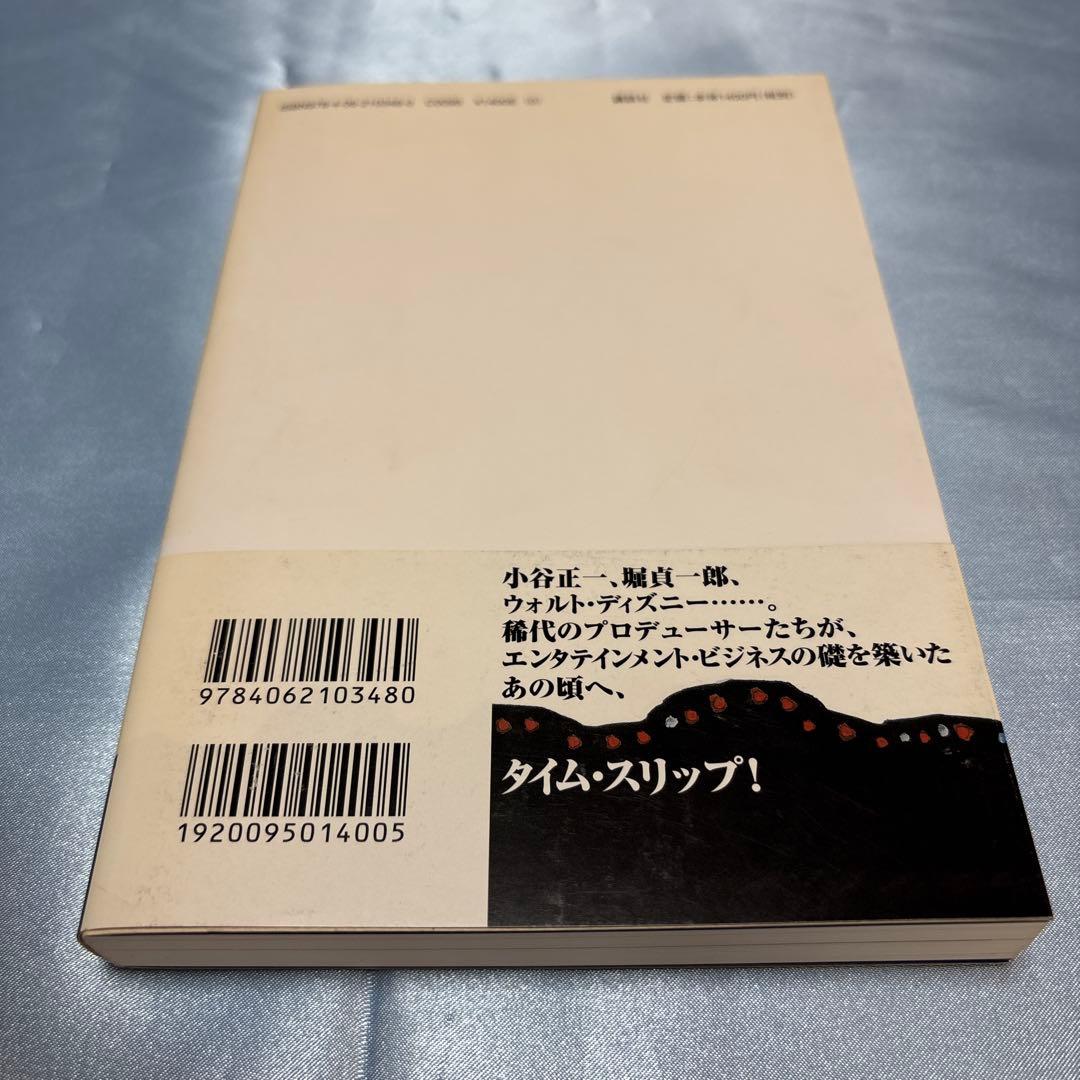 小谷正一、堀貞一郎、
ウォルト・ディズニー……。
稀代のプロデューサーたちが、
エンタテインメント・ビジネスの礎を築いた
あの頃へ、
タイム・スリップ！
9784062103480
1920095014005